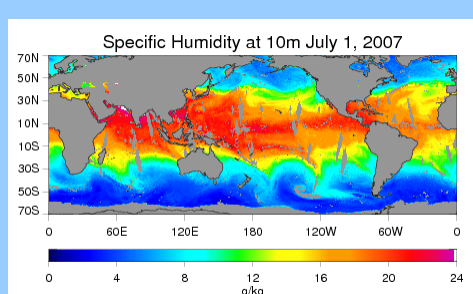 Specific Humidity at 10m July 1, 2007
70N
50N
30N
10N
10S
30S
50S
70S
0 60E 120E 180 120W 60W 0
0 4 8 12 16 20 24
g/kg